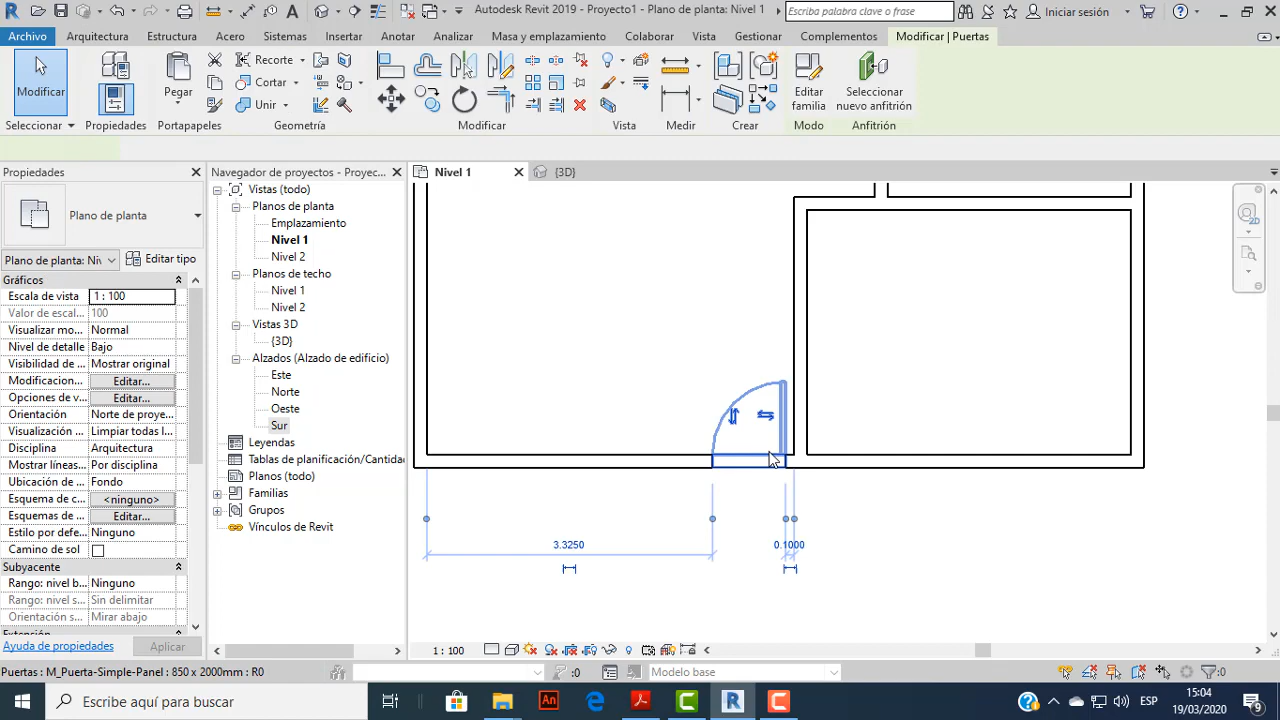 Autodesk Revit 2019 - Proyecto1 - Plano de planta: Nivel 1
Escriba palabra clave o frase
Iniciar sesión
Archivo Arquitectura Estructura Acero Sistemas Insertar Anotar Analizar Masa y emplazamiento Colaborar Vista Gestionar Complementos Modificar | Puertas
Modificar
Pegar
Recorte
Cortar
Unir
Editar familia
Seleccionar nuevo anfitrión
Seleccionar Propiedades Portapapeles Geometría Modificar Vista Medir Crear Modo Anfitrión
Propiedades
Plano de planta
Plano de planta: Niv
Editar tipo
Gráficos
Escala de vista 1 : 100
Valor de escal... 100
Visualizar mo... Normal
Nivel de detalle Bajo
Visibilidad de ... Mostrar original
Modificacion... Editar...
Opciones de v... Editar...
Orientación Norte de proye...
Visualización ... Limpiar todas l...
Disciplina Arquitectura
Mostrar líneas... Por disciplina
Ubicación de ... Fondo
Esquema de c... <ninguno>
Esquemas de ... Editar...
Estilo por defe... Ninguno
Camino de sol
Subyacente
Rango: nivel b... Ninguno
Rango: nivel s... Sin delimitar
Orientación s... Mirar abajo
Extensión
Ayuda de propiedades
Aplicar
Navegador de proyectos - Proyec...
Vistas (todo)
Planos de planta
Emplazamiento
Nivel 1
Nivel 2
Planos de techo
Nivel 1
Nivel 2
Vistas 3D
{3D}
Alzados (Alzado de edificio)
Este
Norte
Oeste
Sur
Leyendas
Tablas de planificación/Cantida
Planos (todo)
Familias
Grupos
Vínculos de Revit
Nivel 1
{3D}
3.3250
0.1000
1 : 100
Puertas : M_Puerta-Simple-Panel : 850 x 2000mm : R0
:0
Modelo base
:0
Escribe aquí para buscar
ESP
15:04
19/03/2020
9